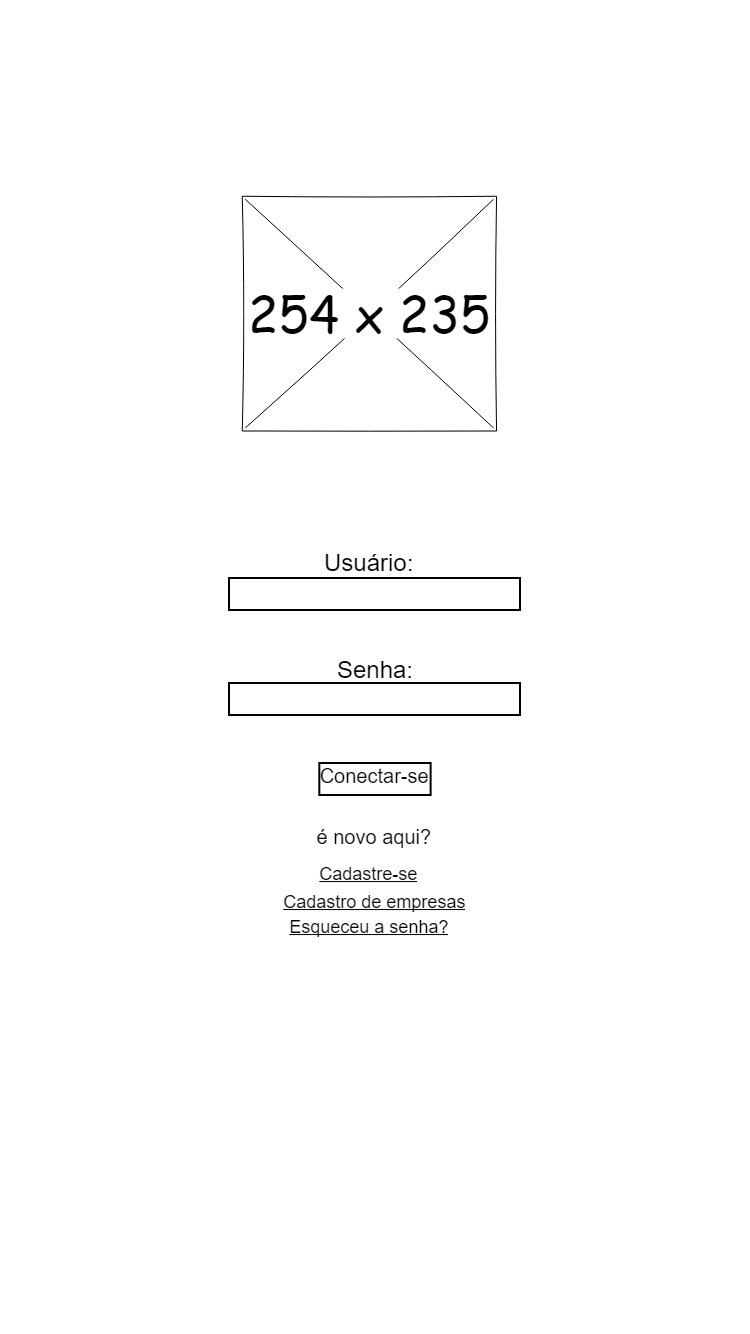 254 x 235
Usuário:
Senha:
Conectar-se
é novo aqui?
Cadastre-se
Cadastro de empresas
Esqueceu a senha?